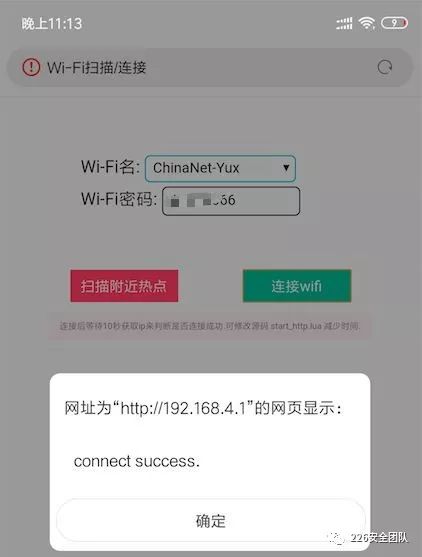 晚上11:13
9
Wi-Fi扫描/连接
Wi-Fi名: ChinaNet-Yux
Wi-Fi密码:
扫描附近热点
连接wifi
连接后等待10秒获取ip来判断是否连接成功.可修改源码 start_http.lua 减少时间.
网址为“http://192.168.4.1”的网页显示：
connect success.
确定
226安全团队